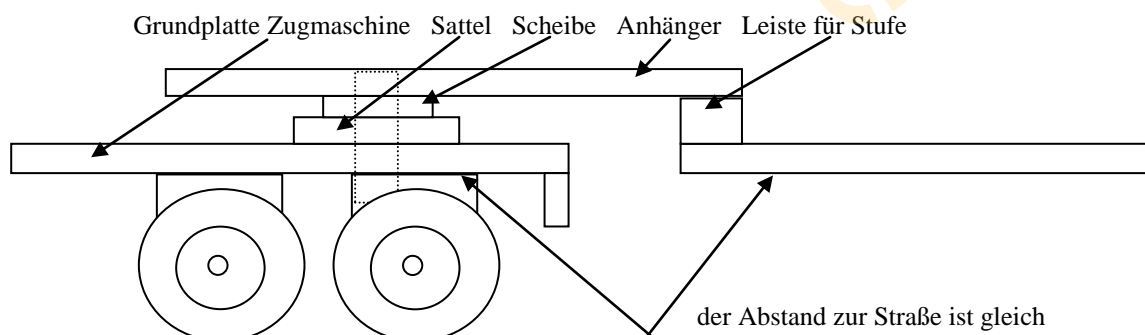 Grundplatte Zugmaschine Sattel Scheibe Anhänger Leiste für Stufe
der Abstand zur Straße ist gleich